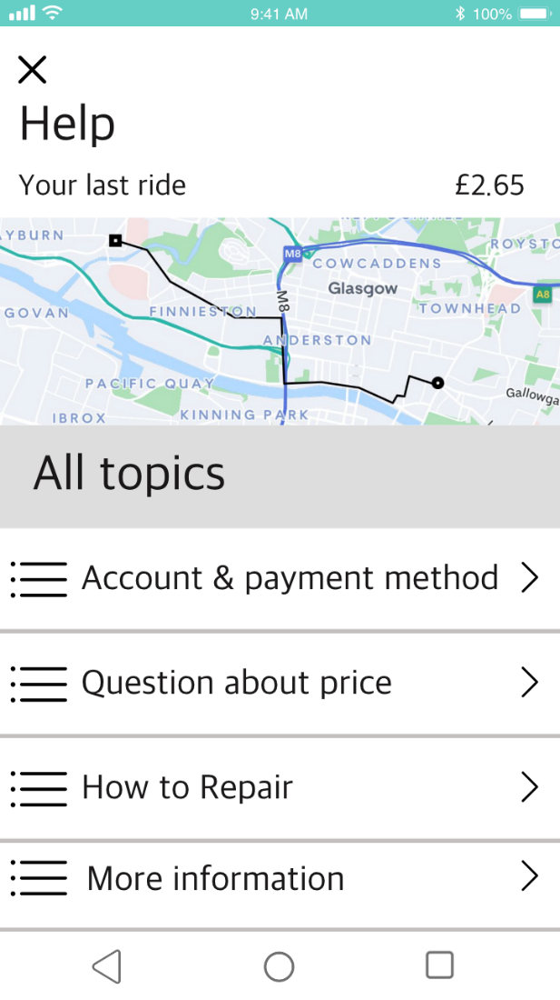 9:41 AM 100%
Help
Your last ride £2.65
AYBURN
ROYSTO
M8
COWCADDENS
Glasgow
A8
GOVAN
FINNIESTON
M8
TOWNHEAD
ANDERSTON
PACIFIC QUAY
Gallowga
IBROX
KINNING PARK
All topics
Account & payment method
Question about price
How to Repair
More information